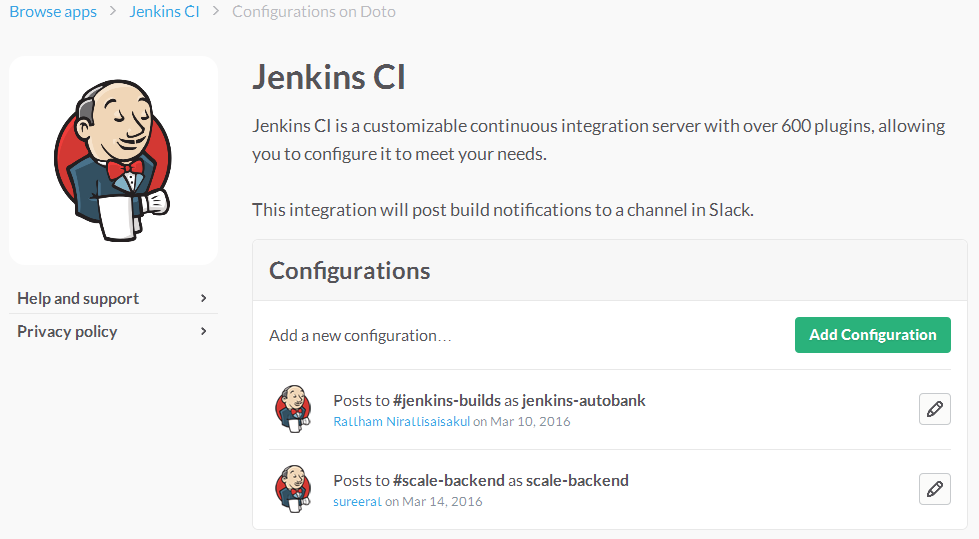 Browse apps > Jenkins CI > Configurations on Doto
Jenkins CI
Jenkins CI is a customizable continuous integration server with over 600 plugins, allowing
you to configure it to meet your needs.
This integration will post build notifications to a channel in Slack.
Help and support
Privacy policy
Configurations
Add a new configuration...
Add Configuration
Posts to #jenkins-builds as jenkins-autobank
Rattham Nirattisaisakul on Mar 10, 2016
Posts to #scale-backend as scale-backend
sureerat on Mar 14, 2016